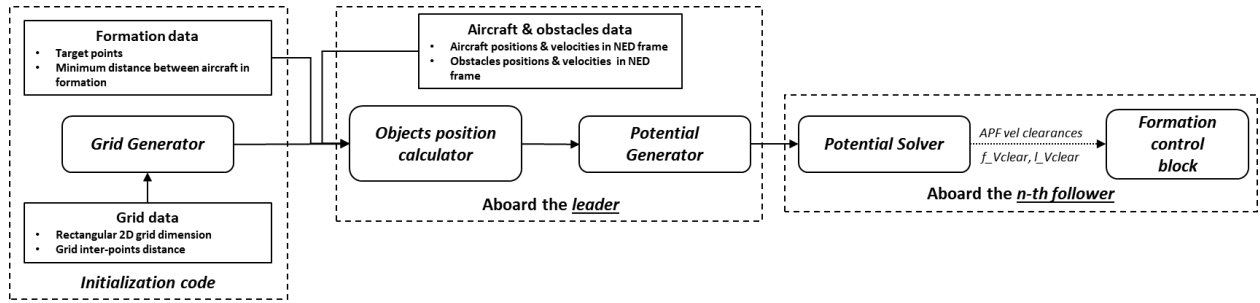 Formation data
• Target points
• Minimum distance between aircraft in
formation
Grid Generator
Grid data
• Rectangular 2D grid dimension
• Grid inter-points distance
Initialization code
Aircraft & obstacles data
• Aircraft positions & velocities in NED frame
• Obstacles positions & velocities in NED
frame
Objects position
calculator
Potential
Generator
Aboard the leader
Potential Solver
APF vel clearances
f_Vclear, l_Vclear
Formation
control
block
Aboard the n-th follower